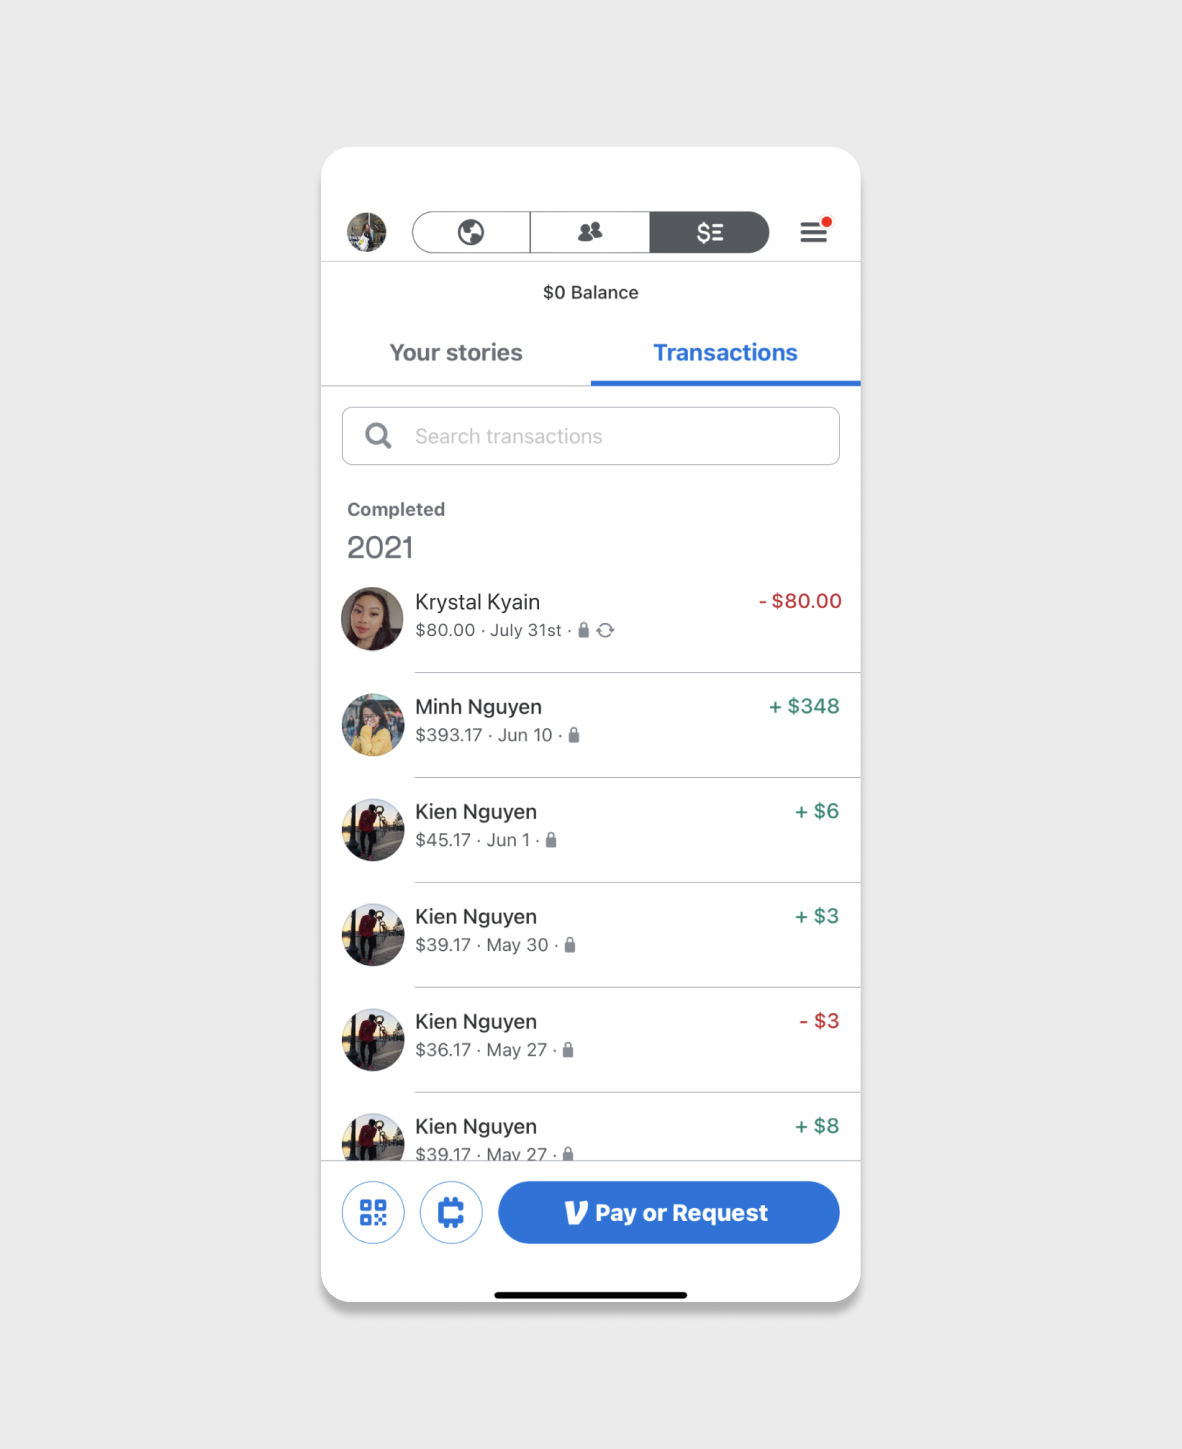 $0 Balance
Your stories
Transactions
Search transactions
Completed
2021
Krystal Kyain
- $80.00
$80.00 · July 31st ·
Minh Nguyen
+ $348
$393.17 · Jun 10 ·
Kien Nguyen
+ $6
$45.17 · Jun 1 ·
Kien Nguyen
+ $3
$39.17 · May 30 ·
Kien Nguyen
- $3
$36.17 · May 27 ·
Kien Nguyen
+ $8
$39.17 · May 27 ·
Pay or Request